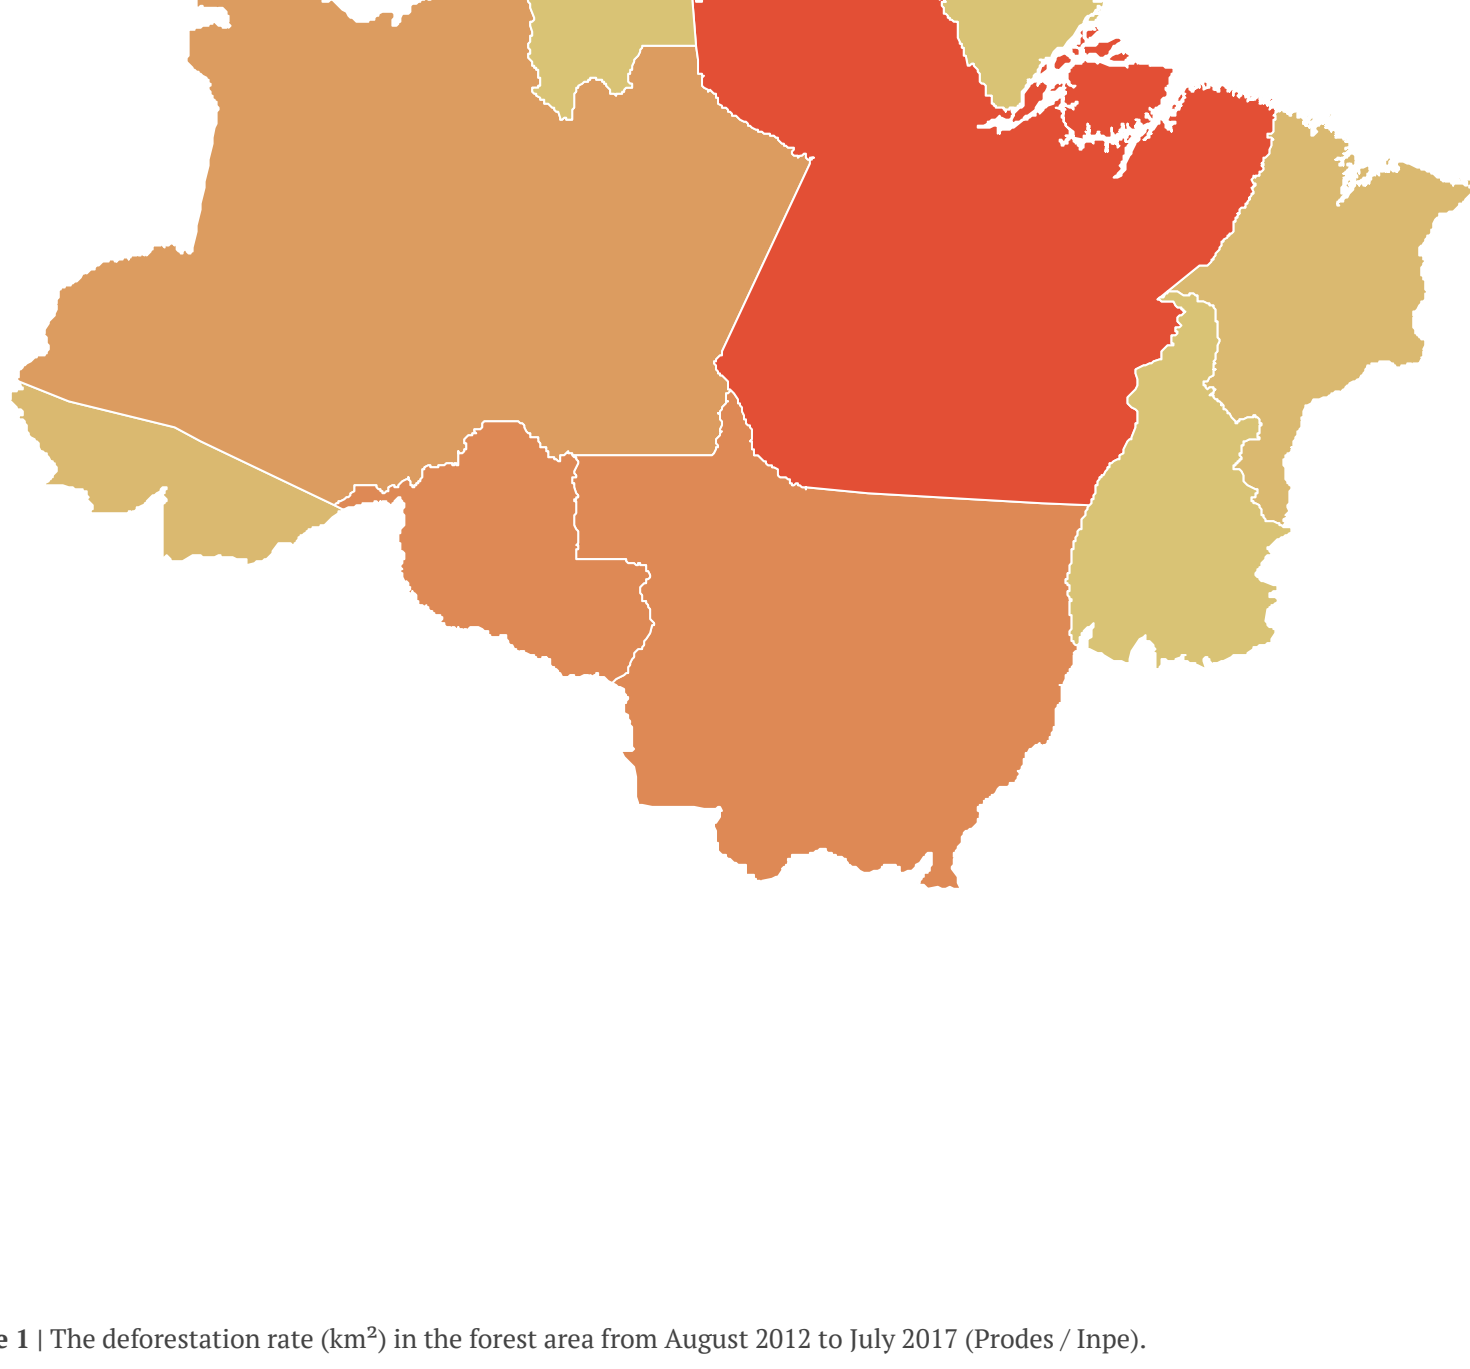 e 1 | The deforestation rate (km²) in the forest area from August 2012 to July 2017 (Prodes / Inpe).